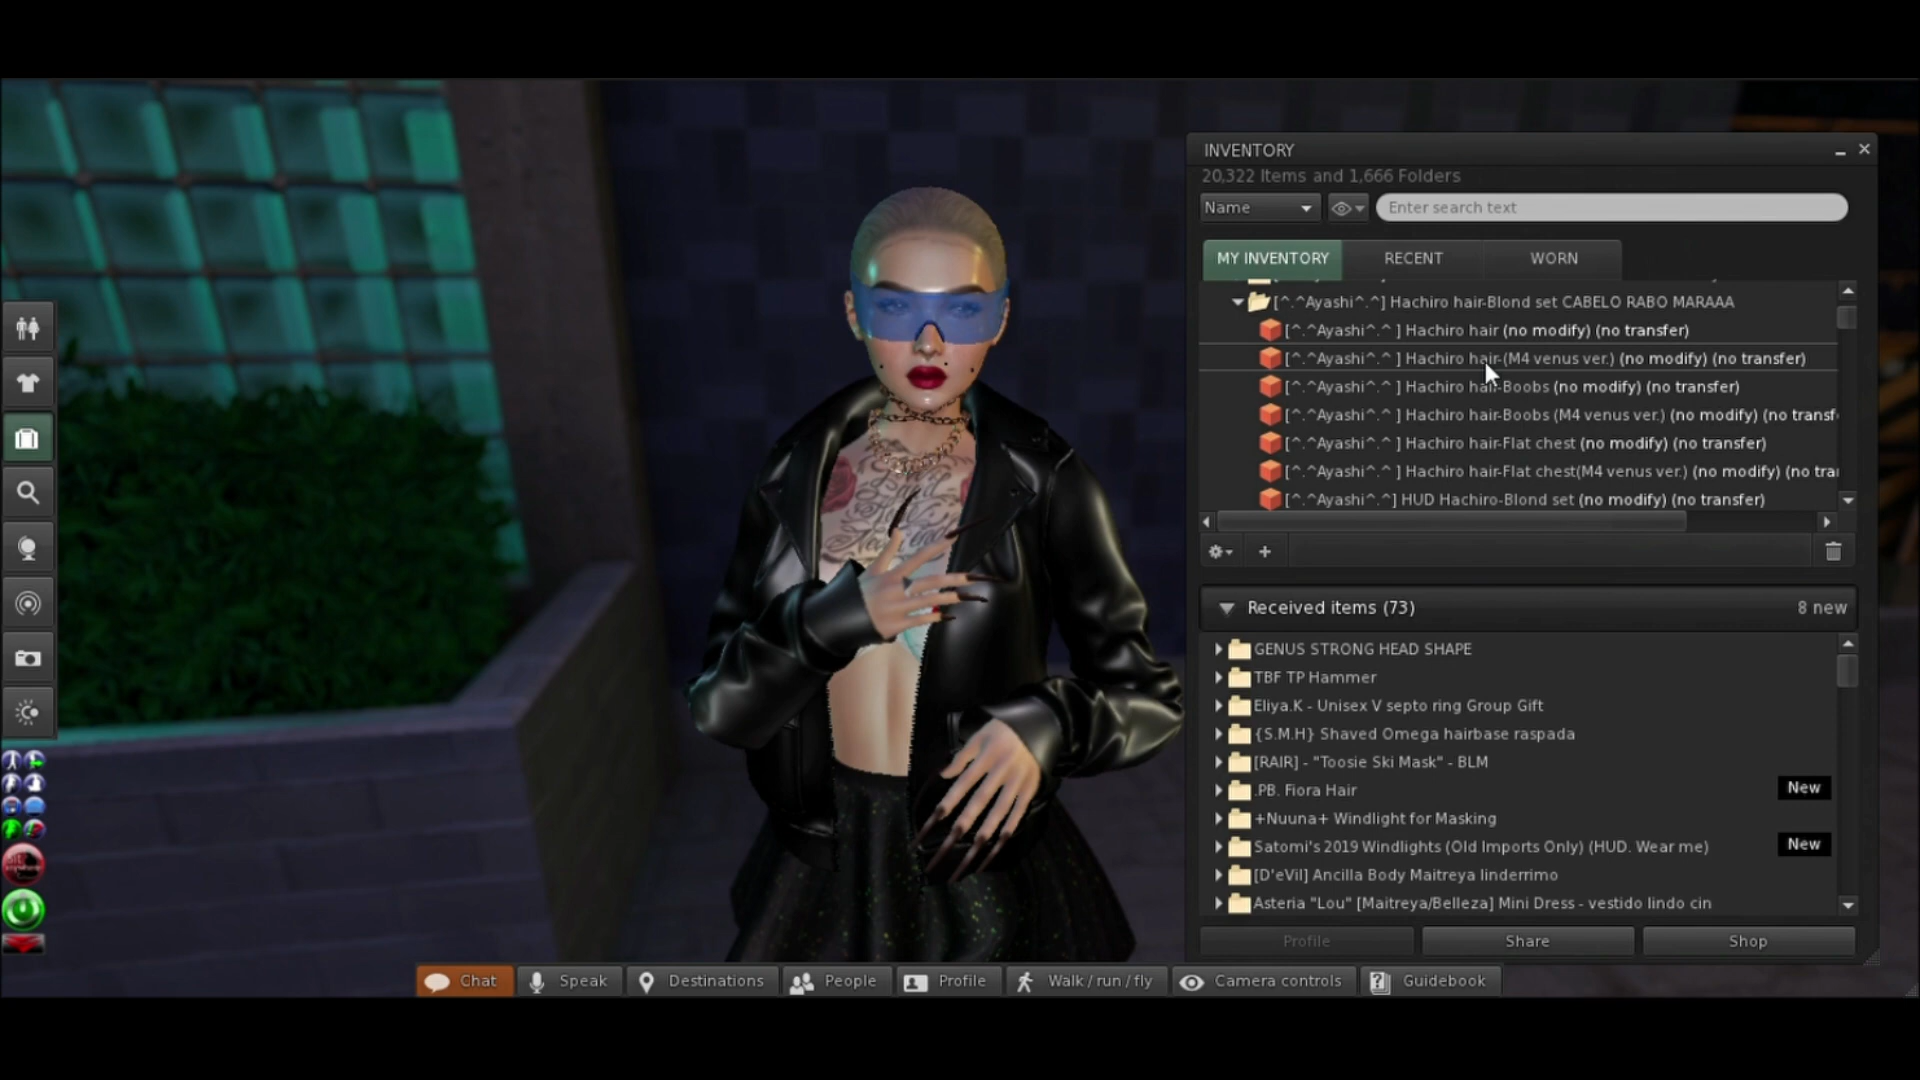 INVENTORY
20,322 Items and 1,666 Folders
Name
Enter search text
MY INVENTORY
RECENT
WORN
[^.^Ayashi^.^] Hachiro hair-Blond set CABELO RABO MARAAA
[^.^Ayashi^.^ ] Hachiro hair (no modify) (no transfer)
[^.^Ayashi^.^ ] Hachiro hair-(M4 venus ver.) (no modify) (no transfer)
[^.^Ayashi^.^ ] Hachiro hair-Boobs (no modify) (no transfer)
[^.^Ayashi^.^ ] Hachiro hair-Boobs (M4 venus ver.) (no modify) (no transf
[^.^Ayashi^.^ ] Hachiro hair-Flat chest (no modify) (no transfer)
[^.^Ayashi^.^ ] Hachiro hair-Flat chest(M4 venus ver.) (no modify) (no tra
[^.^Ayashi^.^] HUD Hachiro-Blond set (no modify) (no transfer)
Received items (73)
8 new
GENUS STRONG HEAD SHAPE
TBF TP Hammer
Eliya.K - Unisex V septo ring Group Gift
{S.M.H} Shaved Omega hairbase raspada
[RAIR] - "Toosie Ski Mask" - BLM
.PB. Fiora Hair
New
+Nuuna+ Windlight for Masking
Satomi's 2019 Windlights (Old Imports Only) (HUD. Wear me)
New
[D'eVil] Ancilla Body Maitreya linderrimo
Asteria "Lou" [Maitreya/Belleza] Mini Dress - vestido lindo cin
Profile
Share
Shop
Chat
Speak
Destinations
People
Profile
Walk / run / fly
Camera controls
Guidebook